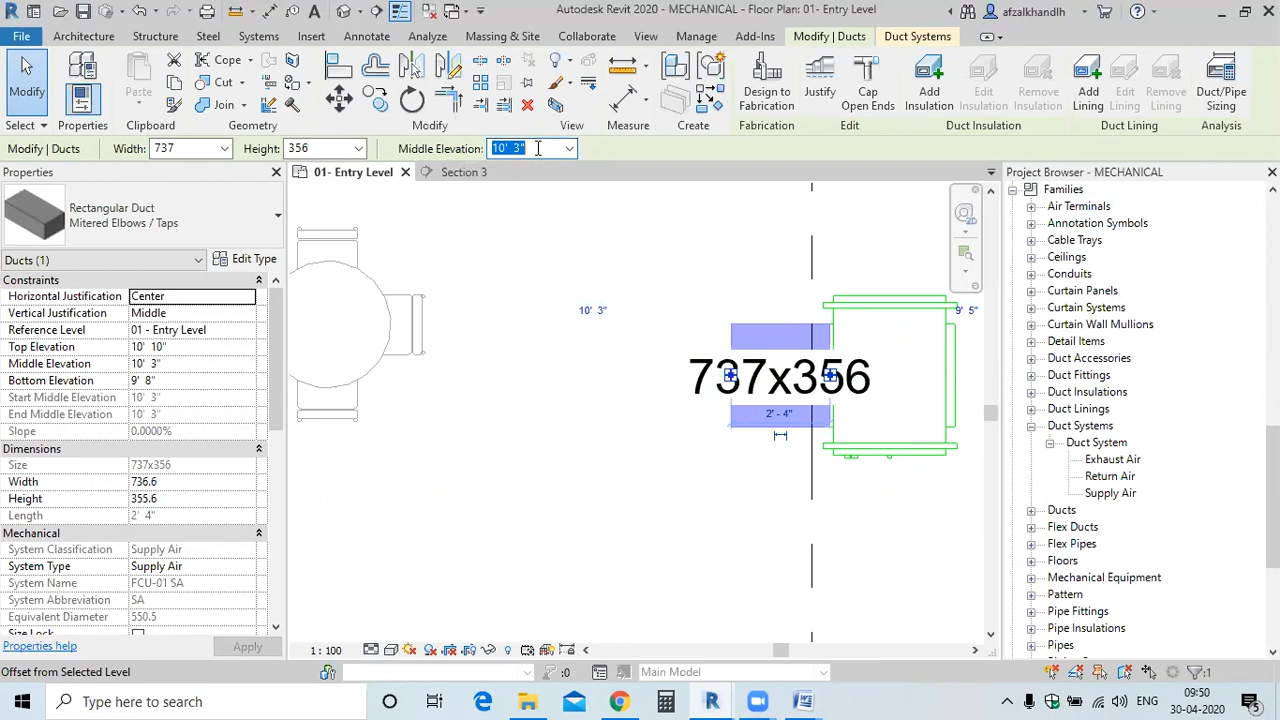 Autodesk Revit 2020 - MECHANICAL - Floor Plan: 01- Entry Level
afzalkhandlh
File Architecture Structure Steel Systems Insert Annotate Analyze Massing & Site Collaborate View Manage Add-Ins Modify | Ducts Duct Systems
Modify
Paste
Cope
Cut
Join
Design to Fabrication
Justify
Cap Open Ends
Add Insulation
Edit Insulation
Remove Insulation
Add Lining
Edit Lining
Remove Lining
Duct/Pipe Sizing
Select Properties Clipboard Geometry Modify View Measure Create Fabrication Edit Duct Insulation Duct Lining Analysis
Modify | Ducts Width: 737 Height: 356 Middle Elevation: 10' 3"
Properties
Rectangular Duct
Mitered Elbows / Taps
Ducts (1) Edit Type
Constraints
Horizontal Justification Center
Vertical Justification Middle
Reference Level 01 - Entry Level
Top Elevation 10' 10"
Middle Elevation 10' 3"
Bottom Elevation 9' 8"
Start Middle Elevation 10' 3"
End Middle Elevation 10' 3"
Slope 0.0000%
Dimensions
Size 737x356
Width 736.6
Height 355.6
Length 2' 4"
Mechanical
System Classification Supply Air
System Type Supply Air
System Name FCU-01 SA
System Abbreviation SA
Equivalent Diameter 550.5
Size Lock
Properties help Apply
01- Entry Level
Section 3
10' 3"
9' 5"
737x356
2' - 4"
1 : 100
Project Browser - MECHANICAL
Families
Air Terminals
Annotation Symbols
Cable Trays
Ceilings
Conduits
Curtain Panels
Curtain Systems
Curtain Wall Mullions
Detail Items
Duct Accessories
Duct Fittings
Duct Insulations
Duct Linings
Duct Systems
Duct System
Exhaust Air
Return Air
Supply Air
Ducts
Flex Ducts
Flex Pipes
Floors
Mechanical Equipment
Pattern
Pipe Fittings
Pipe Insulations
Pipes
Offset from Selected Level
:0
Main Model
:1
Type here to search
ENG
09:50
30-04-2020
5